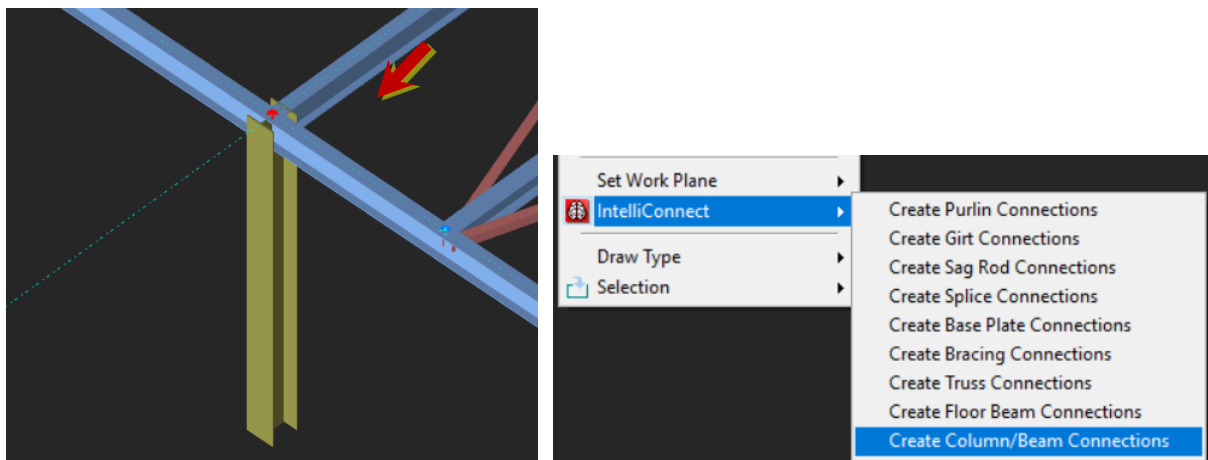 Set Work Plane
IntelliConnect
Draw Type
Selection
Create Purlin Connections
Create Girt Connections
Create Sag Rod Connections
Create Splice Connections
Create Base Plate Connections
Create Bracing Connections
Create Truss Connections
Create Floor Beam Connections
Create Column/Beam Connections